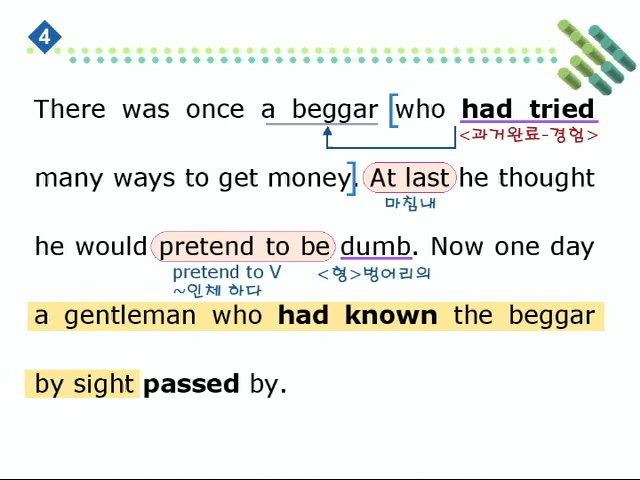 4
There was once a beggar [who had tried
<과거완료-경험>
many ways to get money]. At last he thought
마침내
he would pretend to be dumb. Now one day
pretend to V <형>벙어리의
~인체 하다
a gentleman who had known the beggar
by sight passed by.